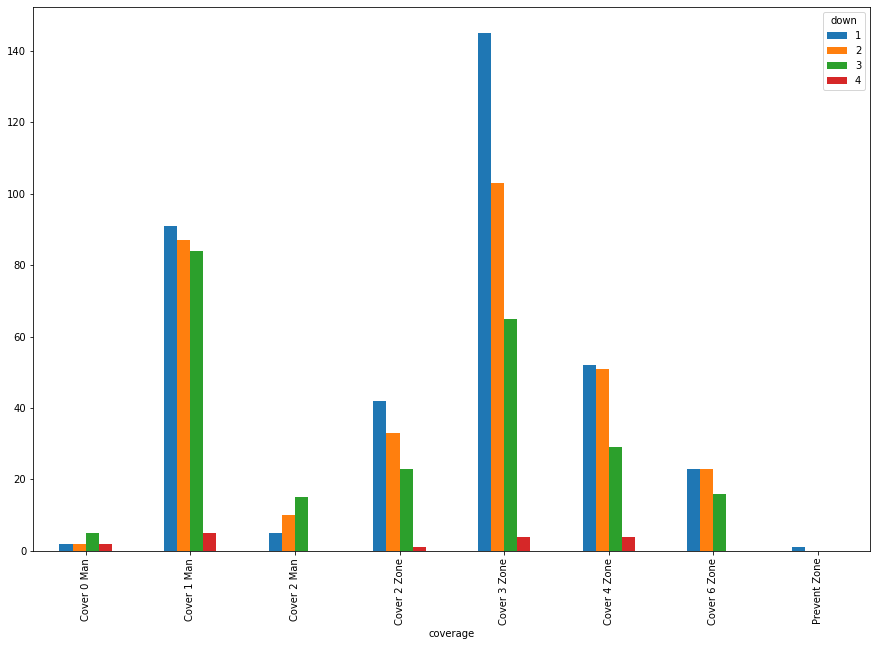 down
1
2
3
4
140
120
100
80
60
40
20
0
Cover 0 Man
Cover 1 Man
Cover 2 Man
Cover 2 Zone
Cover 3 Zone
Cover 4 Zone
Cover 6 Zone
Prevent Zone
coverage